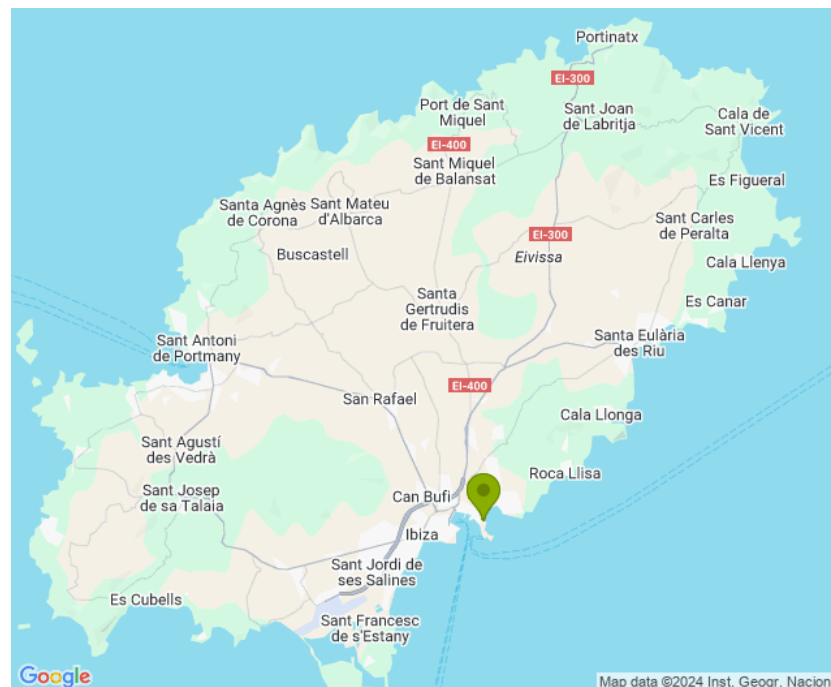 Portinatx
EI-300
Port de Sant
Miquel
Sant Joan
de Labritja
Cala de
Sant Vicent
EI-400
Sant Miquel
de Balansat
Es Figueral
Santa Agnès
de Corona
Sant Mateu
d'Albarca
Sant Carles
de Peralta
EI-300
Buscastell
Eivissa
Cala Llenya
Santa
Gertrudis
de Fruitera
Es Canar
Sant Antoni
de Portmany
Santa Eulària
des Riu
EI-400
San Rafael
Cala Llonga
Sant Agustí
des Vedrà
Roca Llisa
Sant Josep
de sa Talaia
Can Bufi
Ibiza
Sant Jordi de
ses Salines
Es Cubells
Sant Francesc
de s'Estany
Google
Map data ©2024 Inst. Geogr. Nacion